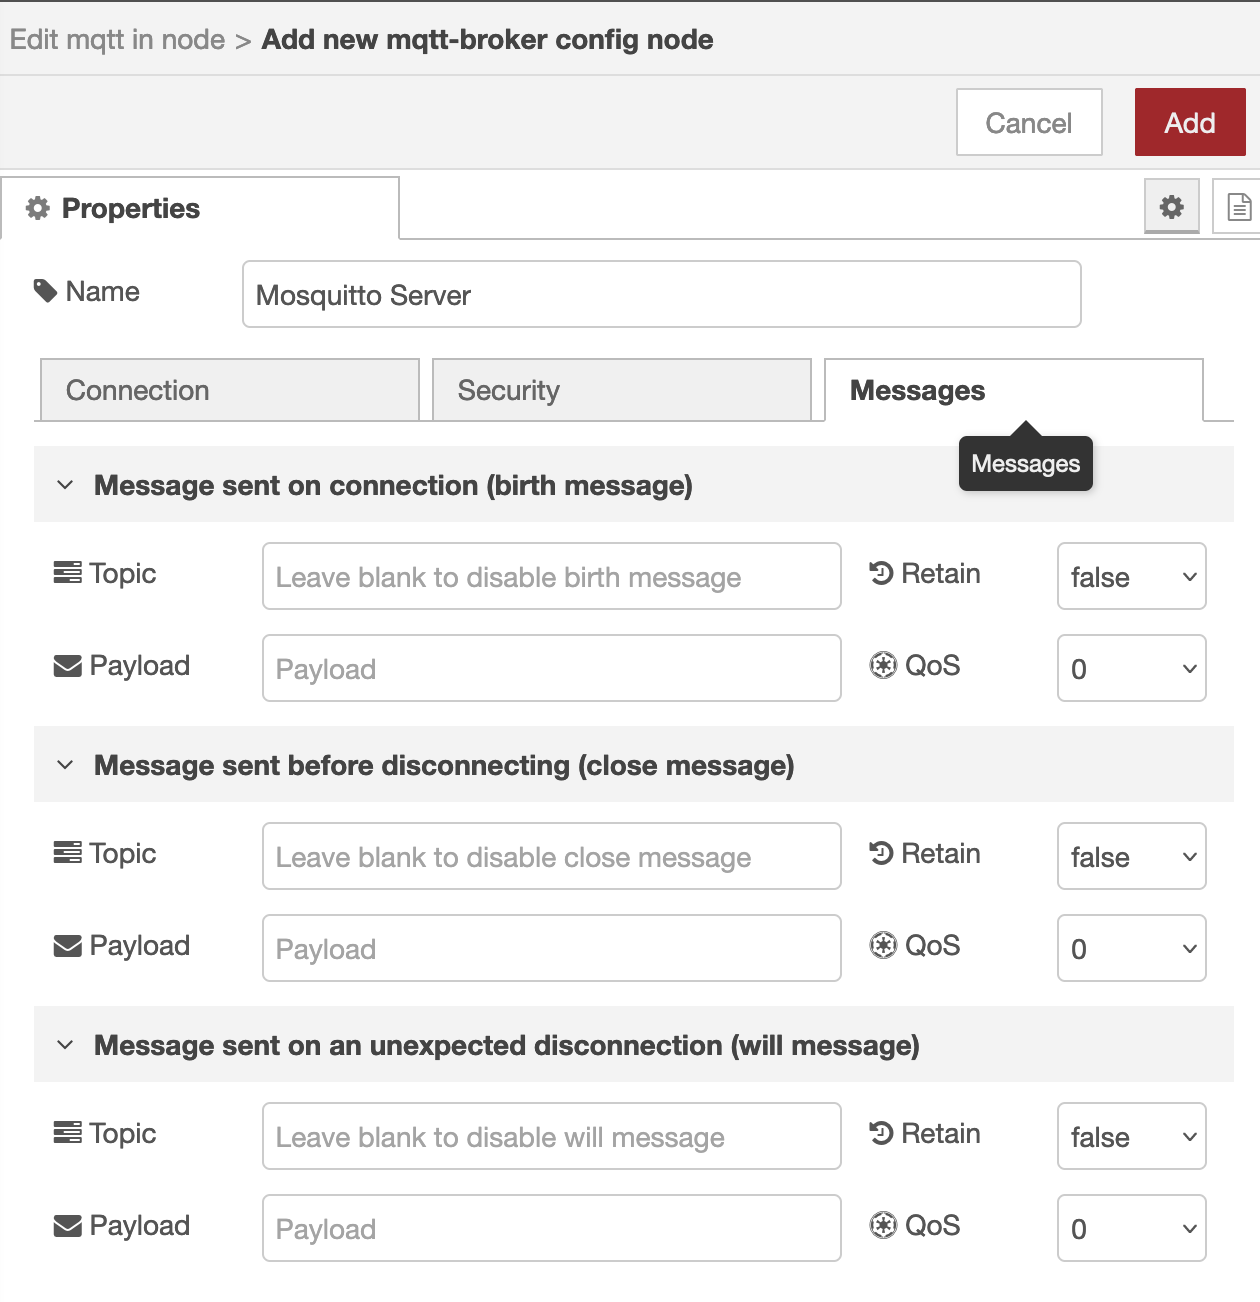 Edit mqtt in node > Add new mqtt-broker config node
Cancel
Add
Properties
Name
Mosquitto Server
Connection
Security
Messages
Messages
Message sent on connection (birth message)
Topic
Leave blank to disable birth message
Retain
false
Payload
Payload
QoS
0
Message sent before disconnecting (close message)
Topic
Leave blank to disable close message
Retain
false
Payload
Payload
QoS
0
Message sent on an unexpected disconnection (will message)
Topic
Leave blank to disable will message
Retain
false
Payload
Payload
QoS
0